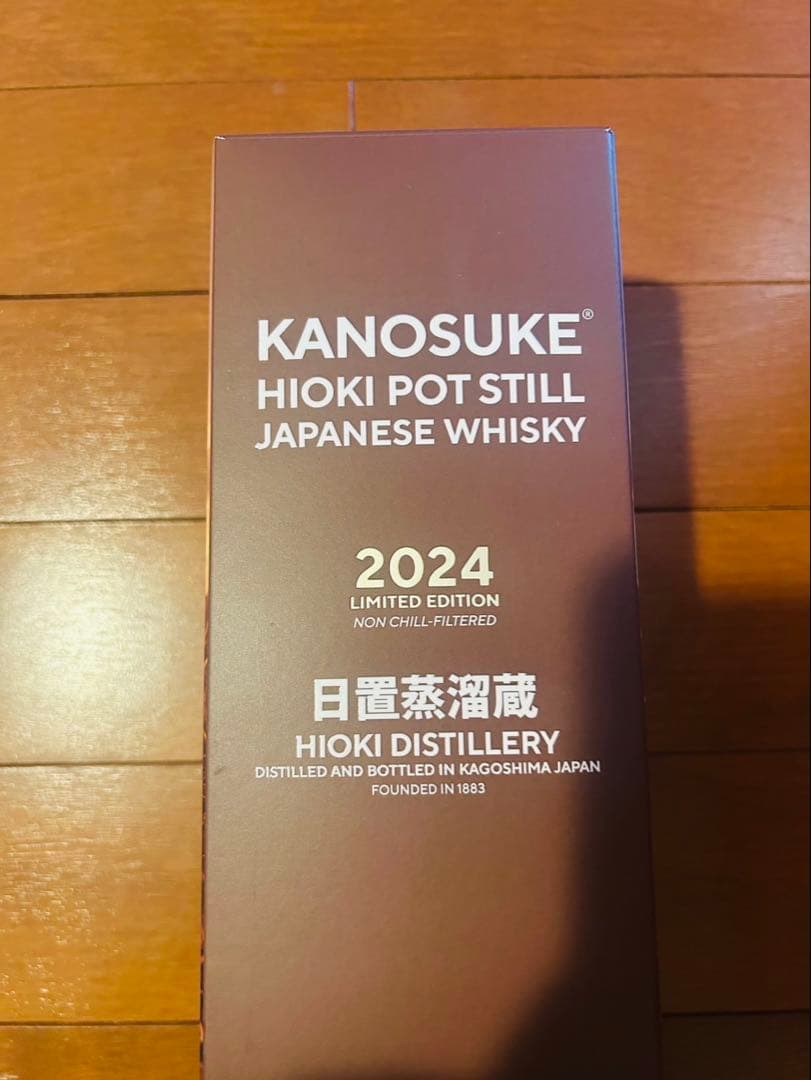 KANOSUKE®
HIOKI POT STILL
JAPANESE WHISKY
2024
LIMITED EDITION
NON CHILL-FILTERED
日置蒸溜蔵
HIOKI DISTILLERY
DISTILLED AND BOTTLED IN KAGOSHIMA JAPAN
FOUNDED IN 1883